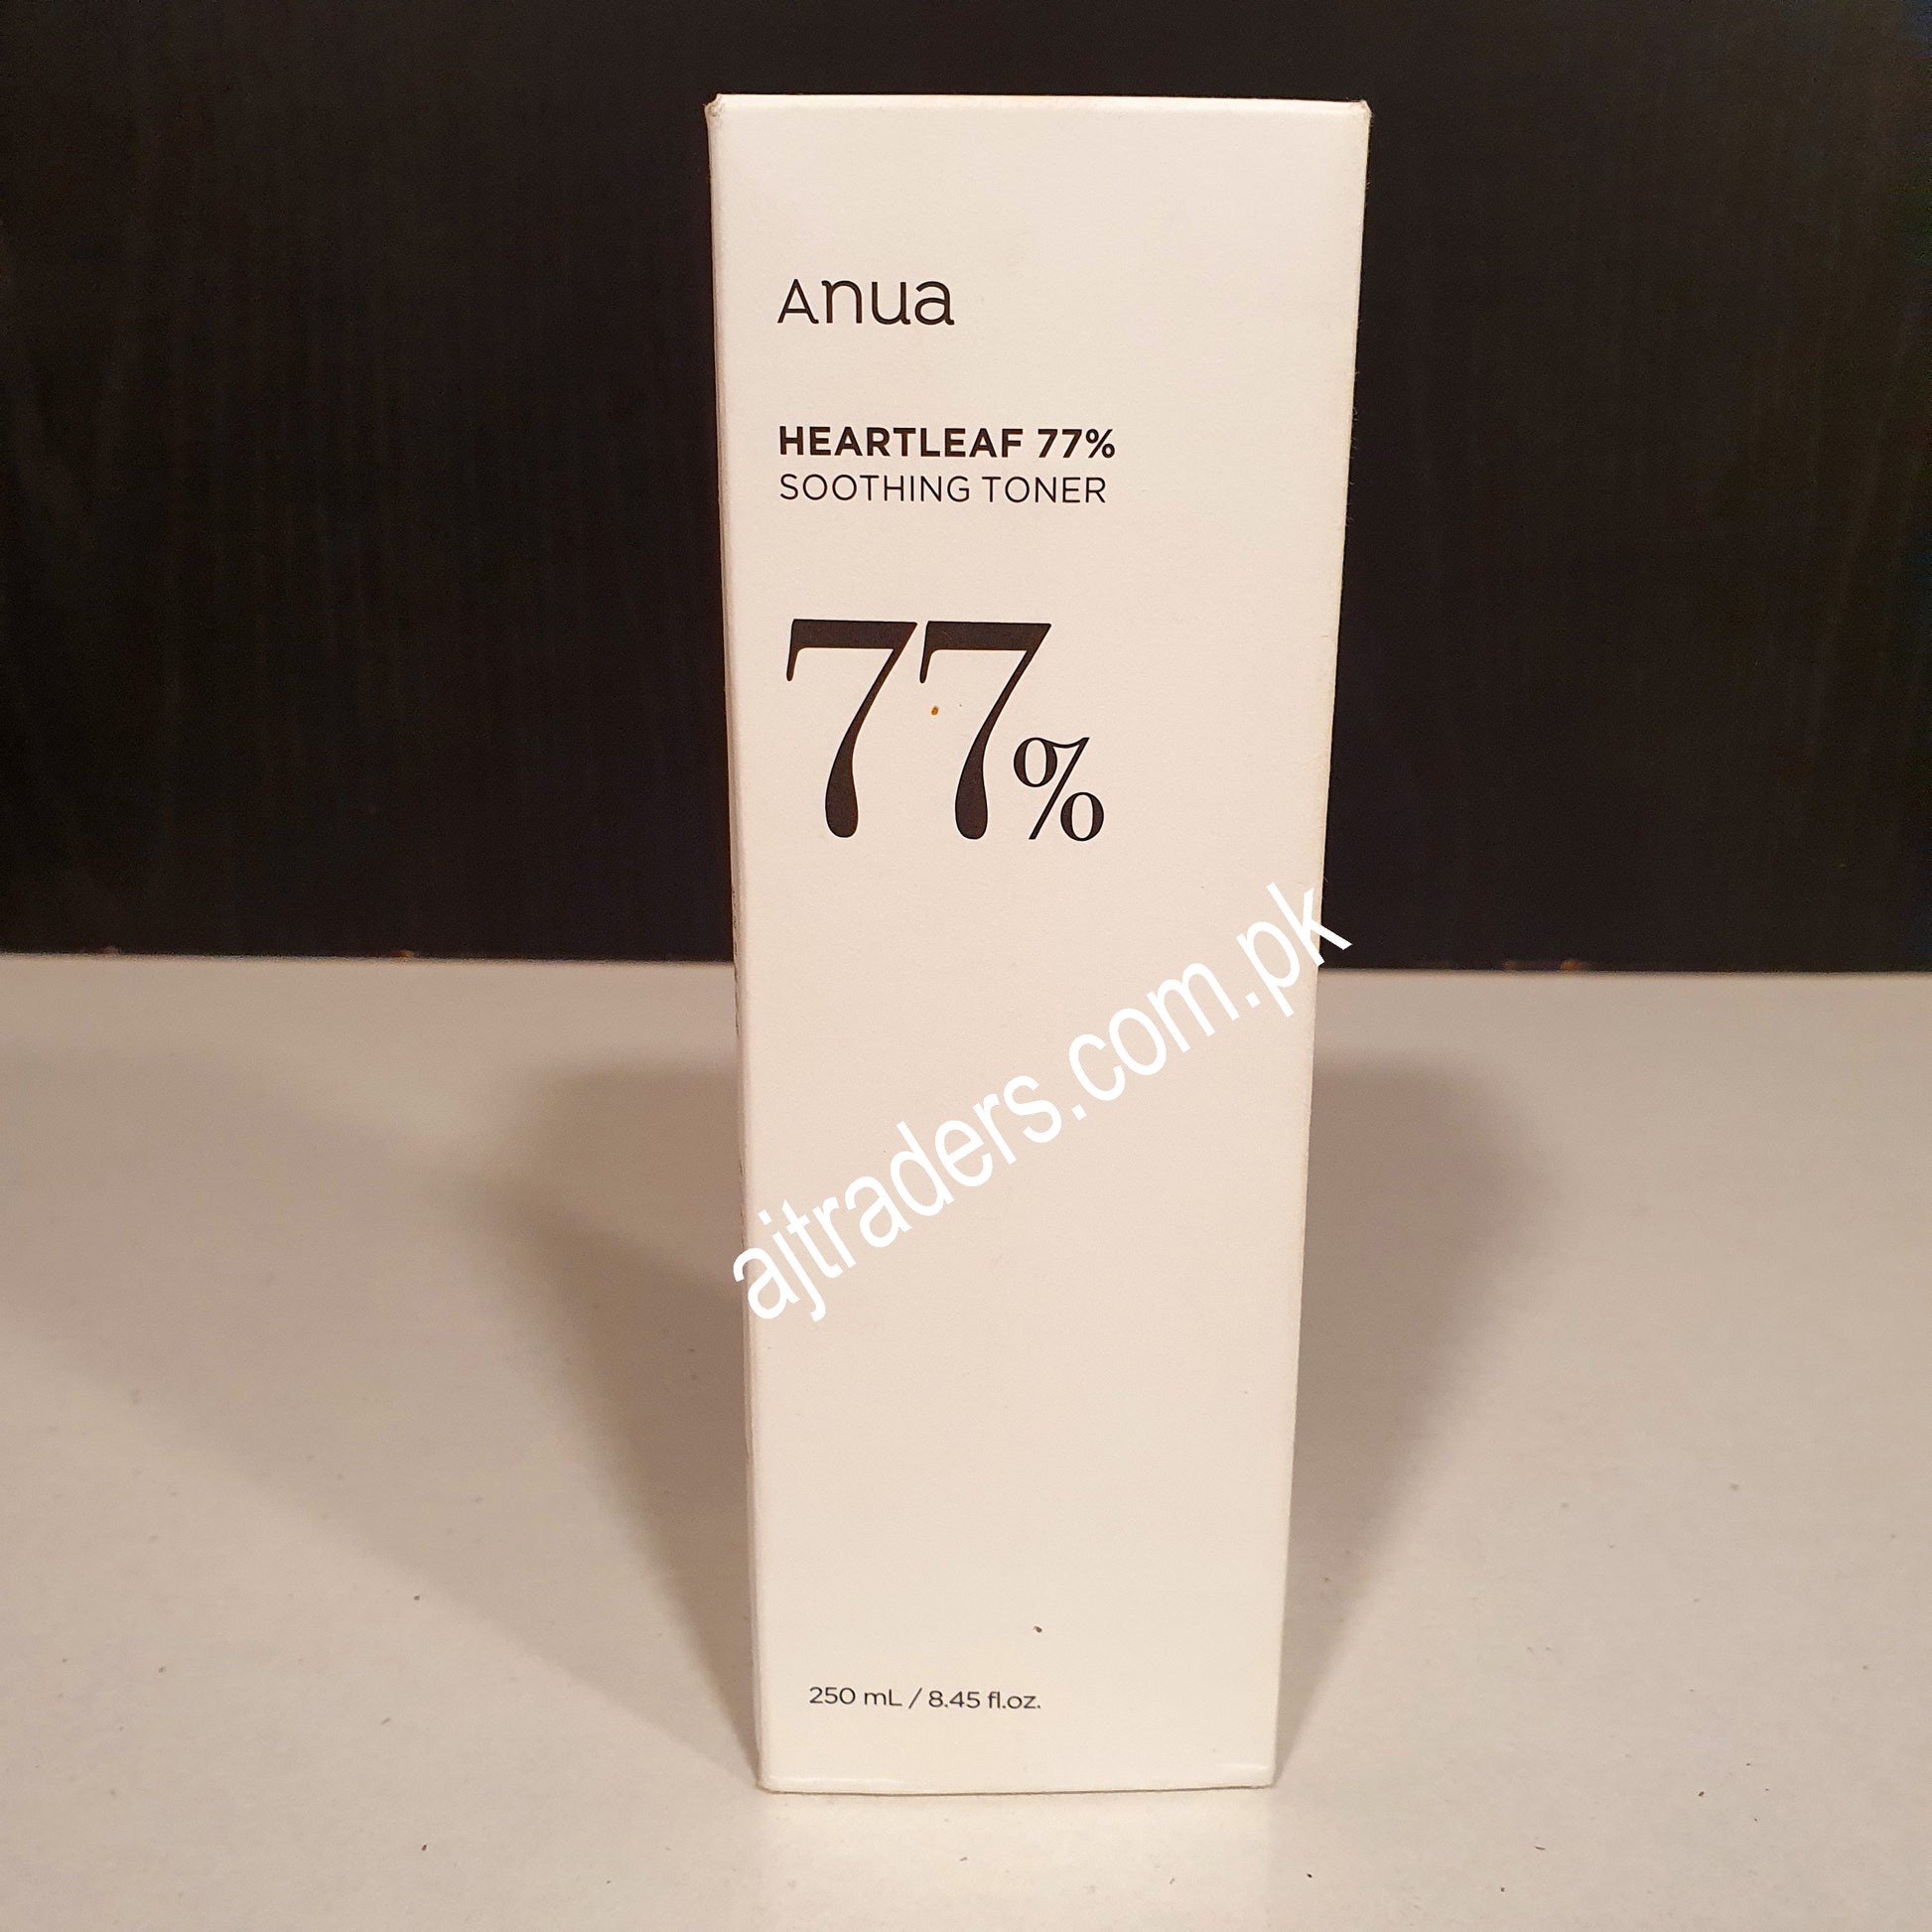 Anua
HEARTLEAF 77%
SOOTHING TONER
77%
ajtraders.com.pk
250 mL / 8.45 fl.oz.